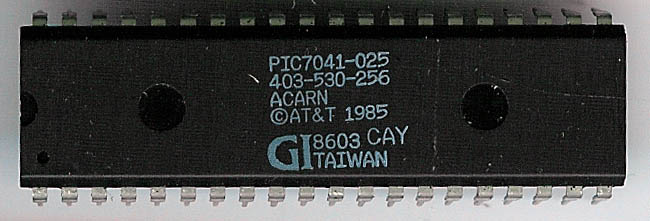 PIC7041-025
403-530-256
ACARN
©AT&T 1985
GI 8603 CAY
TAIWAN